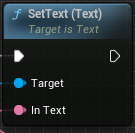 f SetText (Text)
Target is Text
Target
In Text